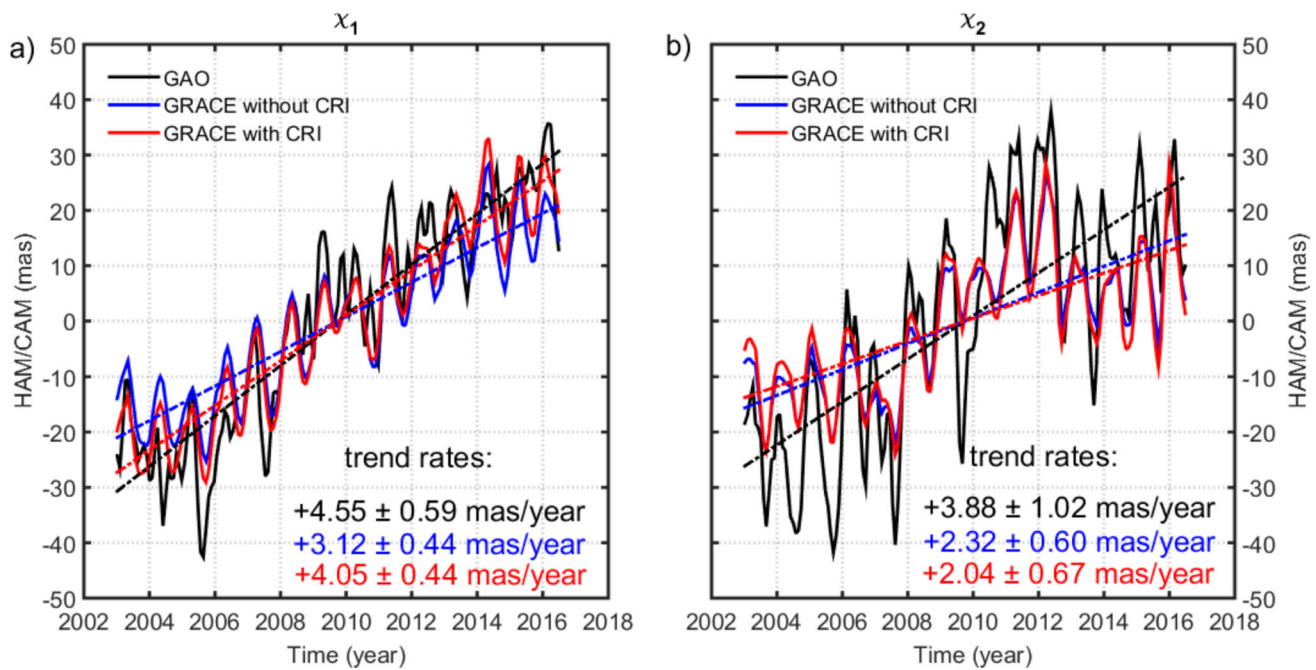 χ1
a)
50
40
30
20
10
0
-10
-20
-30
-40
-50
HAM/CAM (mas)
GAO
GRACE without CRI
GRACE with CRI
trend rates:
+4.55 ± 0.59 mas/year
+3.12 ± 0.44 mas/year
+4.05 ± 0.44 mas/year
2002 2004 2006 2008 2010 2012 2014 2016 2018
Time (year)
χ2
b)
GAO
GRACE without CRI
GRACE with CRI
trend rates:
+3.88 ± 1.02 mas/year
+2.32 ± 0.60 mas/year
+2.04 ± 0.67 mas/year
50
40
30
20
10
0
-10
-20
-30
-40
-50
HAM/CAM (mas)
2002 2004 2006 2008 2010 2012 2014 2016 2018
Time (year)